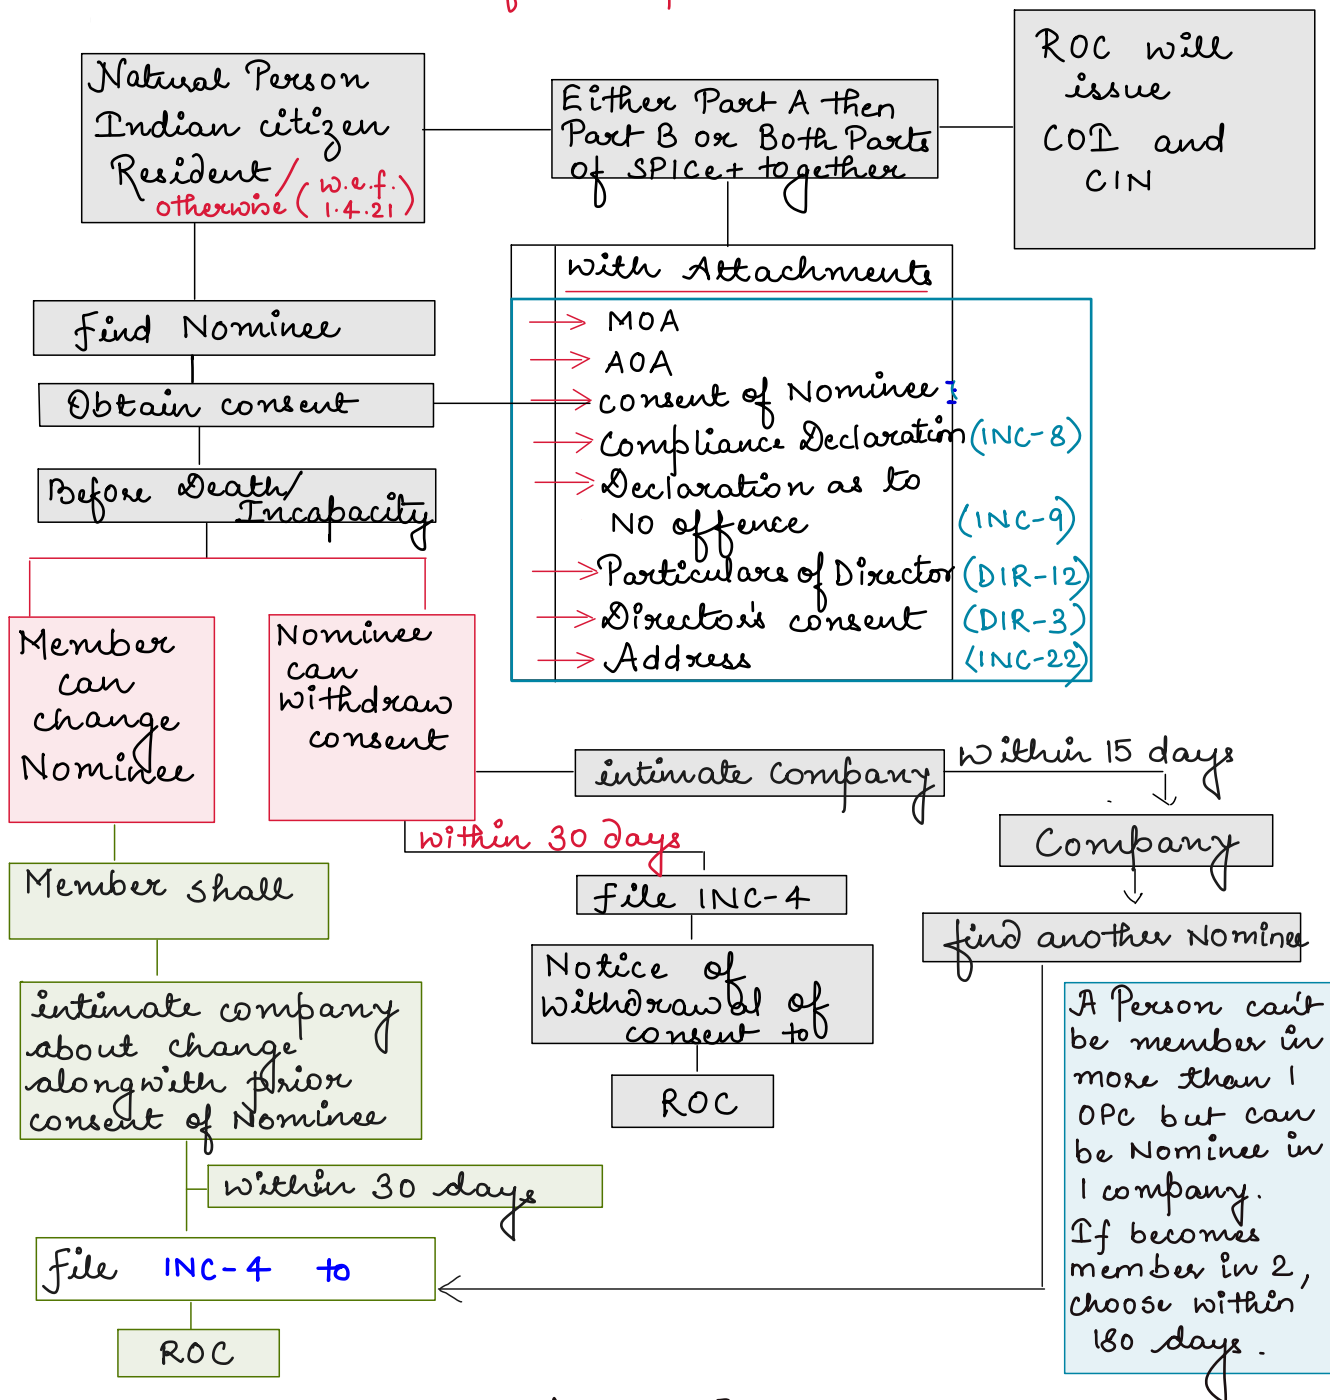 Natural Person
Indian citizen
Resident/
otherwise (w.e.f.
1.4.21)
Either Part A then
Part B or Both Parts
of SPICe+ together
ROC will
issue
COI and
CIN
Find Nominee
Obtain consent
Before Death/
Incapacity
with Attachments
→ MOA
→ AOA
→ consent of Nominee:
→ Compliance Declaration (INC-8)
→ Declaration as to
NO offence (INC-9)
→ Particulars of Director (DIR-12)
→ Director's consent (DIR-3)
→ Address (INC-22)
Member
can
change
Nominee
Nominee
can
withdraw
consent
intimate Company
within 15 days
Company
find another Nominee
within 30 days
File INC-4
Notice of
withdrawal of
consent to
ROC
Member shall
intimate company
about change
alongwith prior
consent of Nominee
within 30 days
File INC-4 to
ROC
A Person can't
be member in
more than 1
OPC but can
be Nominee in
1 company.
If becomes
member in 2,
choose within
180 days.